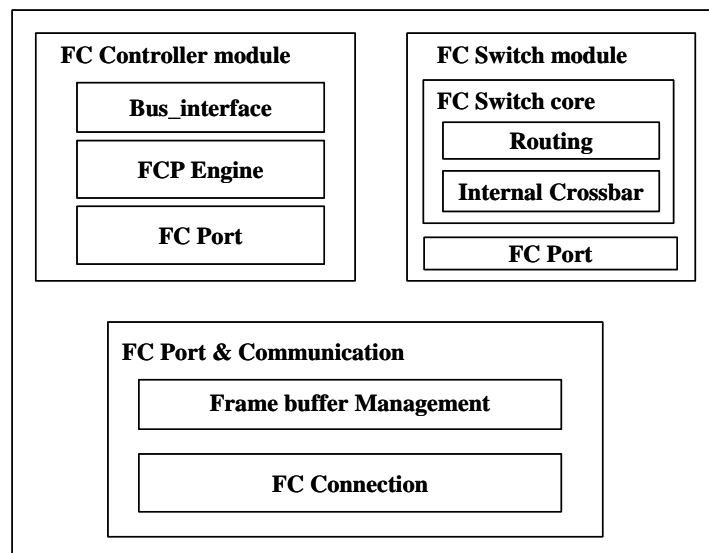 FC Controller module
Bus_interface
FCP Engine
FC Port
FC Switch module
FC Switch core
Routing
Internal Crossbar
FC Port
FC Port & Communication
Frame buffer Management
FC Connection